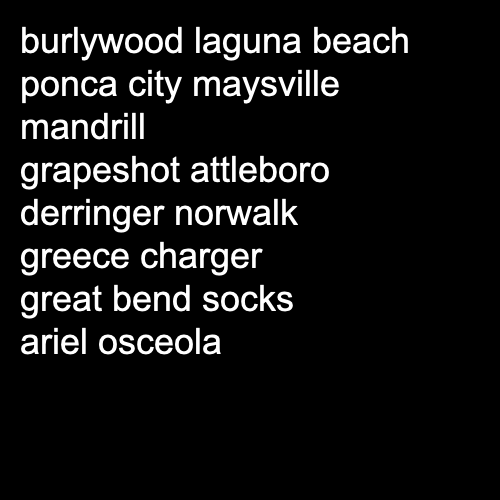 burlywood laguna beach
ponca city maysville
mandrill
grapeshot attleboro
derringer norwalk
greece charger
great bend socks
ariel osceola